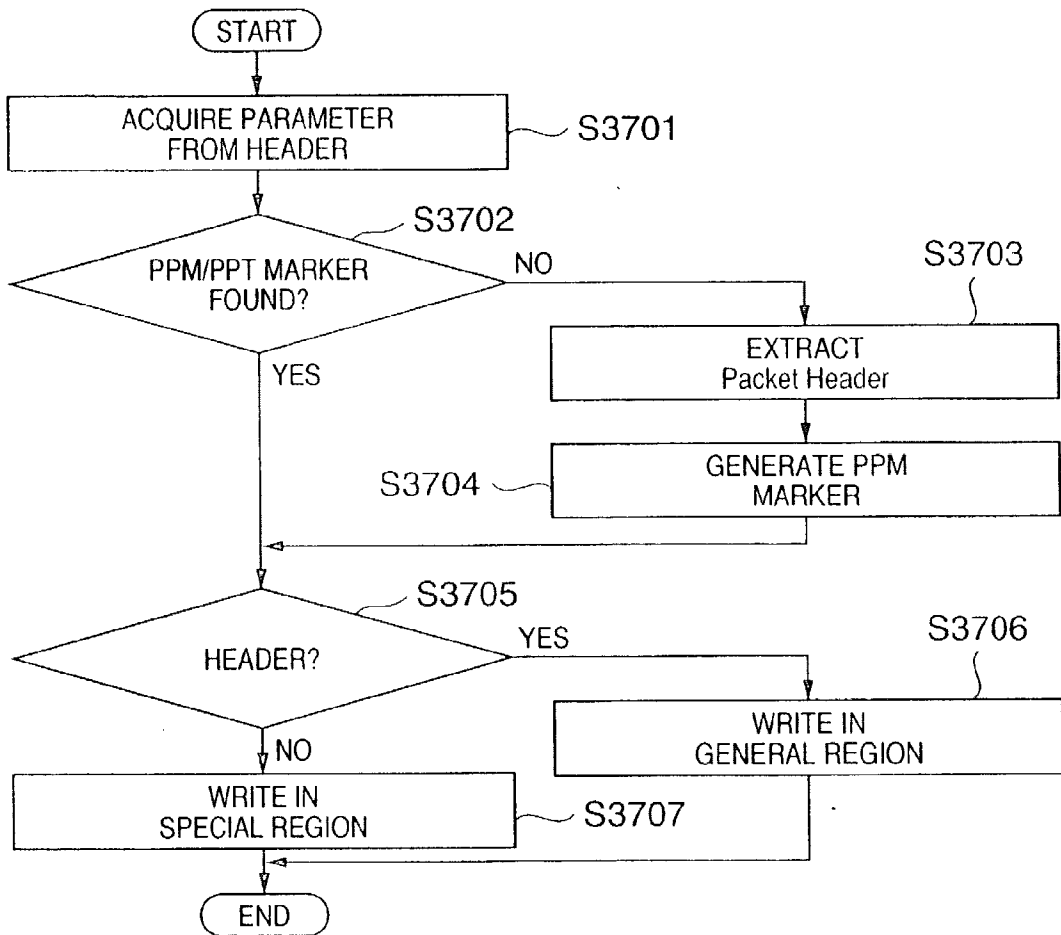 START
ACQUIRE PARAMETER
FROM HEADER
S3701
S3702
PPM/PPT MARKER
FOUND?
NO
S3703
EXTRACT
Packet Header
YES
S3704
GENERATE PPM
MARKER
S3705
HEADER?
YES
S3706
WRITE IN
GENERAL REGION
NO
WRITE IN
SPECIAL REGION
S3707
END